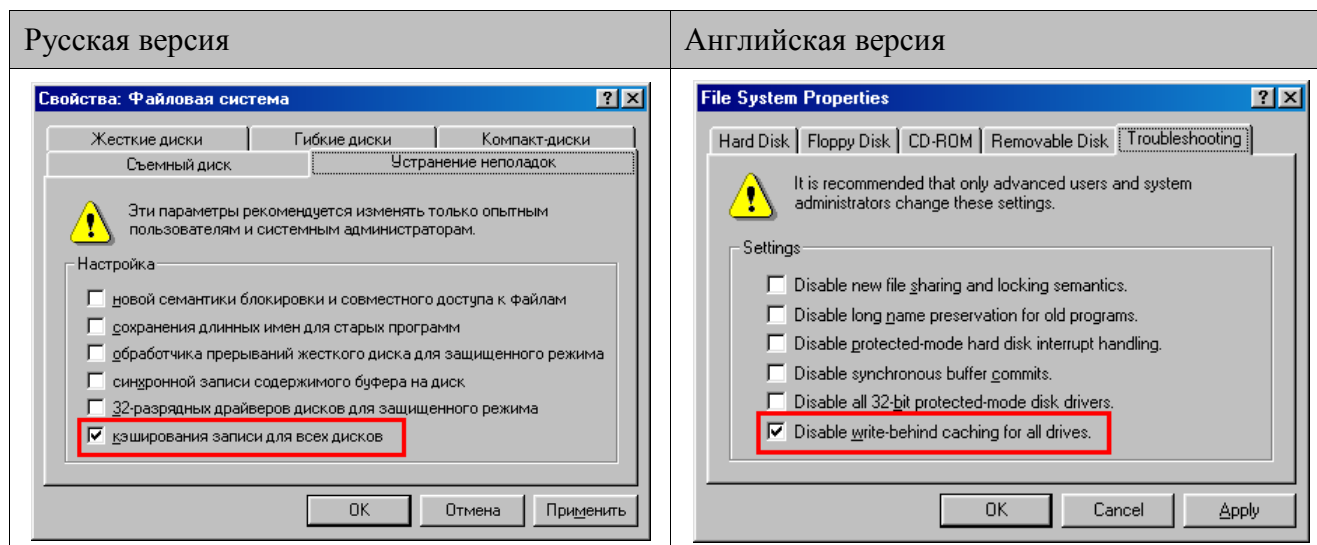 Русская версия
Английская версия
Свойства: Файловая система
Жесткие диски
Гибкие диски
Компакт-диски
Съемный диск
Устранение неполадок
Эти параметры рекомендуется изменять только опытным
пользователям и системным администраторам.
Настройка
новой семантики блокировки и совместного доступа к файлам
сохранения длинных имен для старых программ
обработчика прерываний жесткого диска для защищенного режима
синхронной записи содержимого буфера на диск
32-разрядных драйверов дисков для защищенного режима
кэширования записи для всех дисков
OK
Отмена
Применить
File System Properties
Hard Disk
Floppy Disk
CD-ROM
Removable Disk
Troubleshooting
It is recommended that only advanced users and system
administrators change these settings.
Settings
Disable new file sharing and locking semantics.
Disable long name preservation for old programs.
Disable protected-mode hard disk interrupt handling.
Disable synchronous buffer commits.
Disable all 32-bit protected-mode disk drivers.
Disable write-behind caching for all drives.
OK
Cancel
Apply